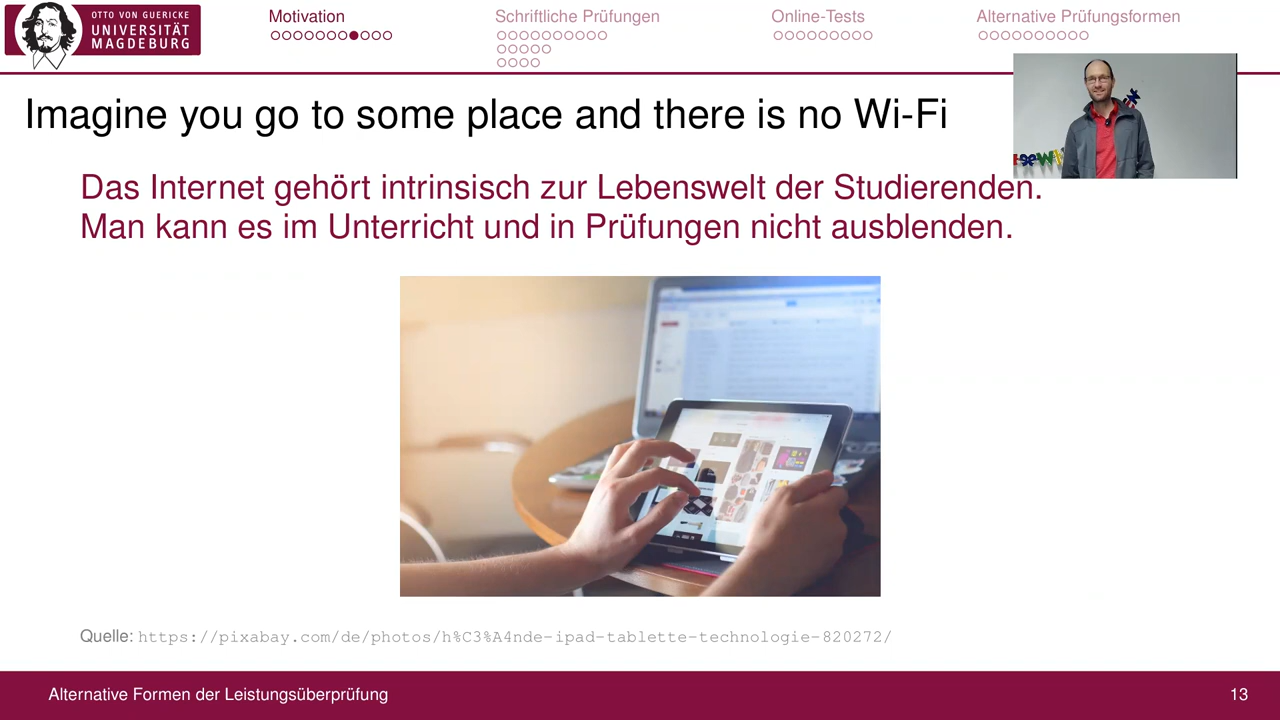 OTTO VON GUERICKE
UNIVERSITÄT
MAGDEBURG
Motivation
Schriftliche Prüfungen
Online-Tests
Alternative Prüfungsformen
Imagine you go to some place and there is no Wi-Fi
Das Internet gehört intrinsisch zur Lebenswelt der Studierenden.
Man kann es im Unterricht und in Prüfungen nicht ausblenden.
Quelle: https://pixabay.com/de/photos/h%C3%A4nde-ipad-tablette-technologie-820272/
Alternative Formen der Leistungsüberprüfung
13